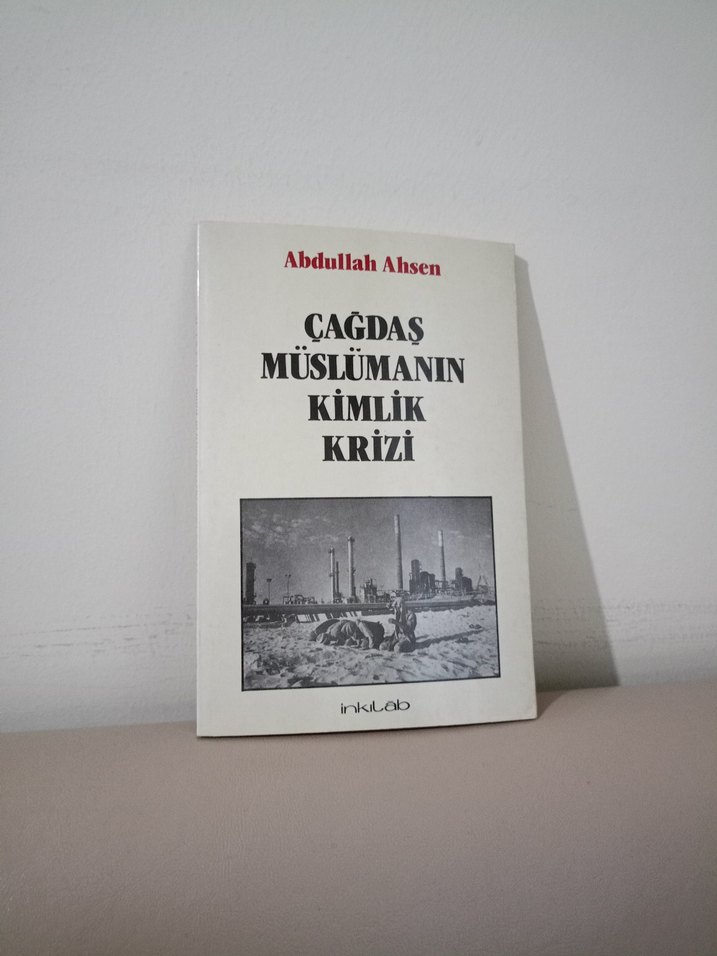 Abdullah Ahsen
ÇAĞDAŞ
MÜSLÜMANIN
KİMLİK
KRİZİ
inkılâb